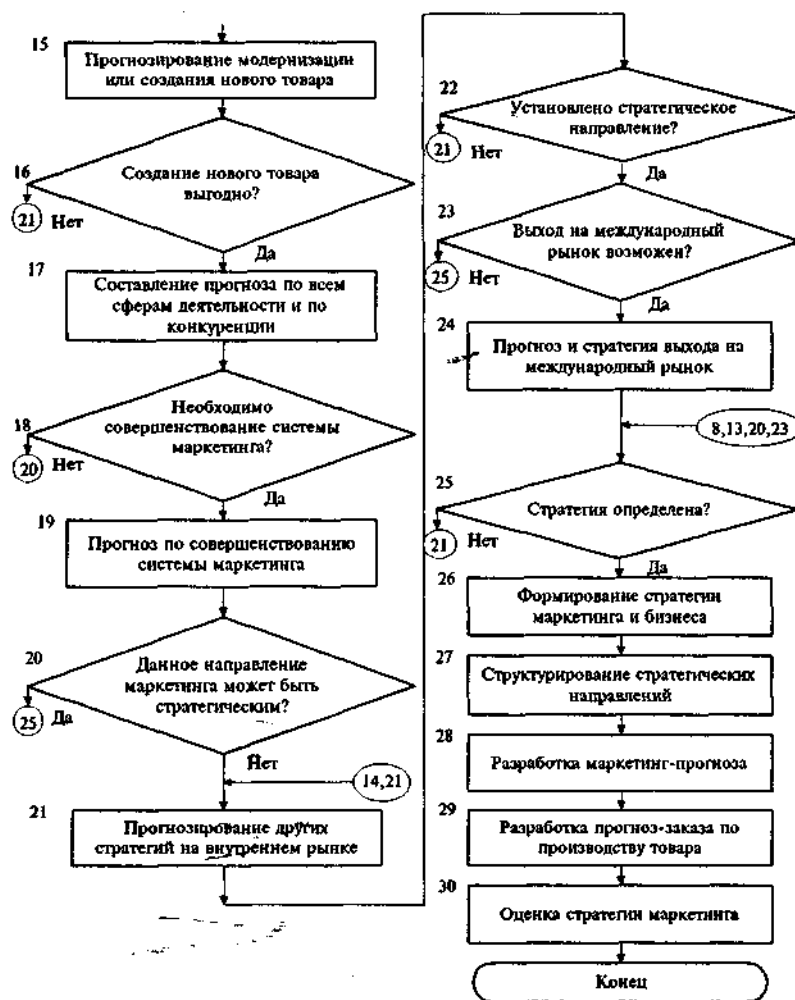 15
Прогнозирование модернизации
или создания нового товара
16
Создание нового товара
выгодно?
21 Нет
Да
17
Составление прогноза по всем
сферам деятельности и по
конкуренции
18
Необходимо
совершенствование системы
маркетинга?
20 Нет
Да
19
Прогноз по совершенствованию
системы маркетинга
20
Данное направление
маркетинга может быть
стратегическим?
25 Да
Нет
14,21
21
Прогнозирование других
стратегий на внутреннем рынке
22
Установлено стратегическое
направление?
21 Нет
Да
23
Выход на международный
рынок возможен?
25 Нет
Да
24
Прогноз и стратегия выхода на
международный рынок
8,13,20,23
25
Стратегия определена?
21 Нет
Да
26
Формирование стратегии
маркетинга и бизнеса
27
Структурирование стратегических
направлений
28
Разработка маркетинг-прогноза
29
Разработка прогноз-заказа по
производству товара
30
Оценка стратегии маркетинга
Конец